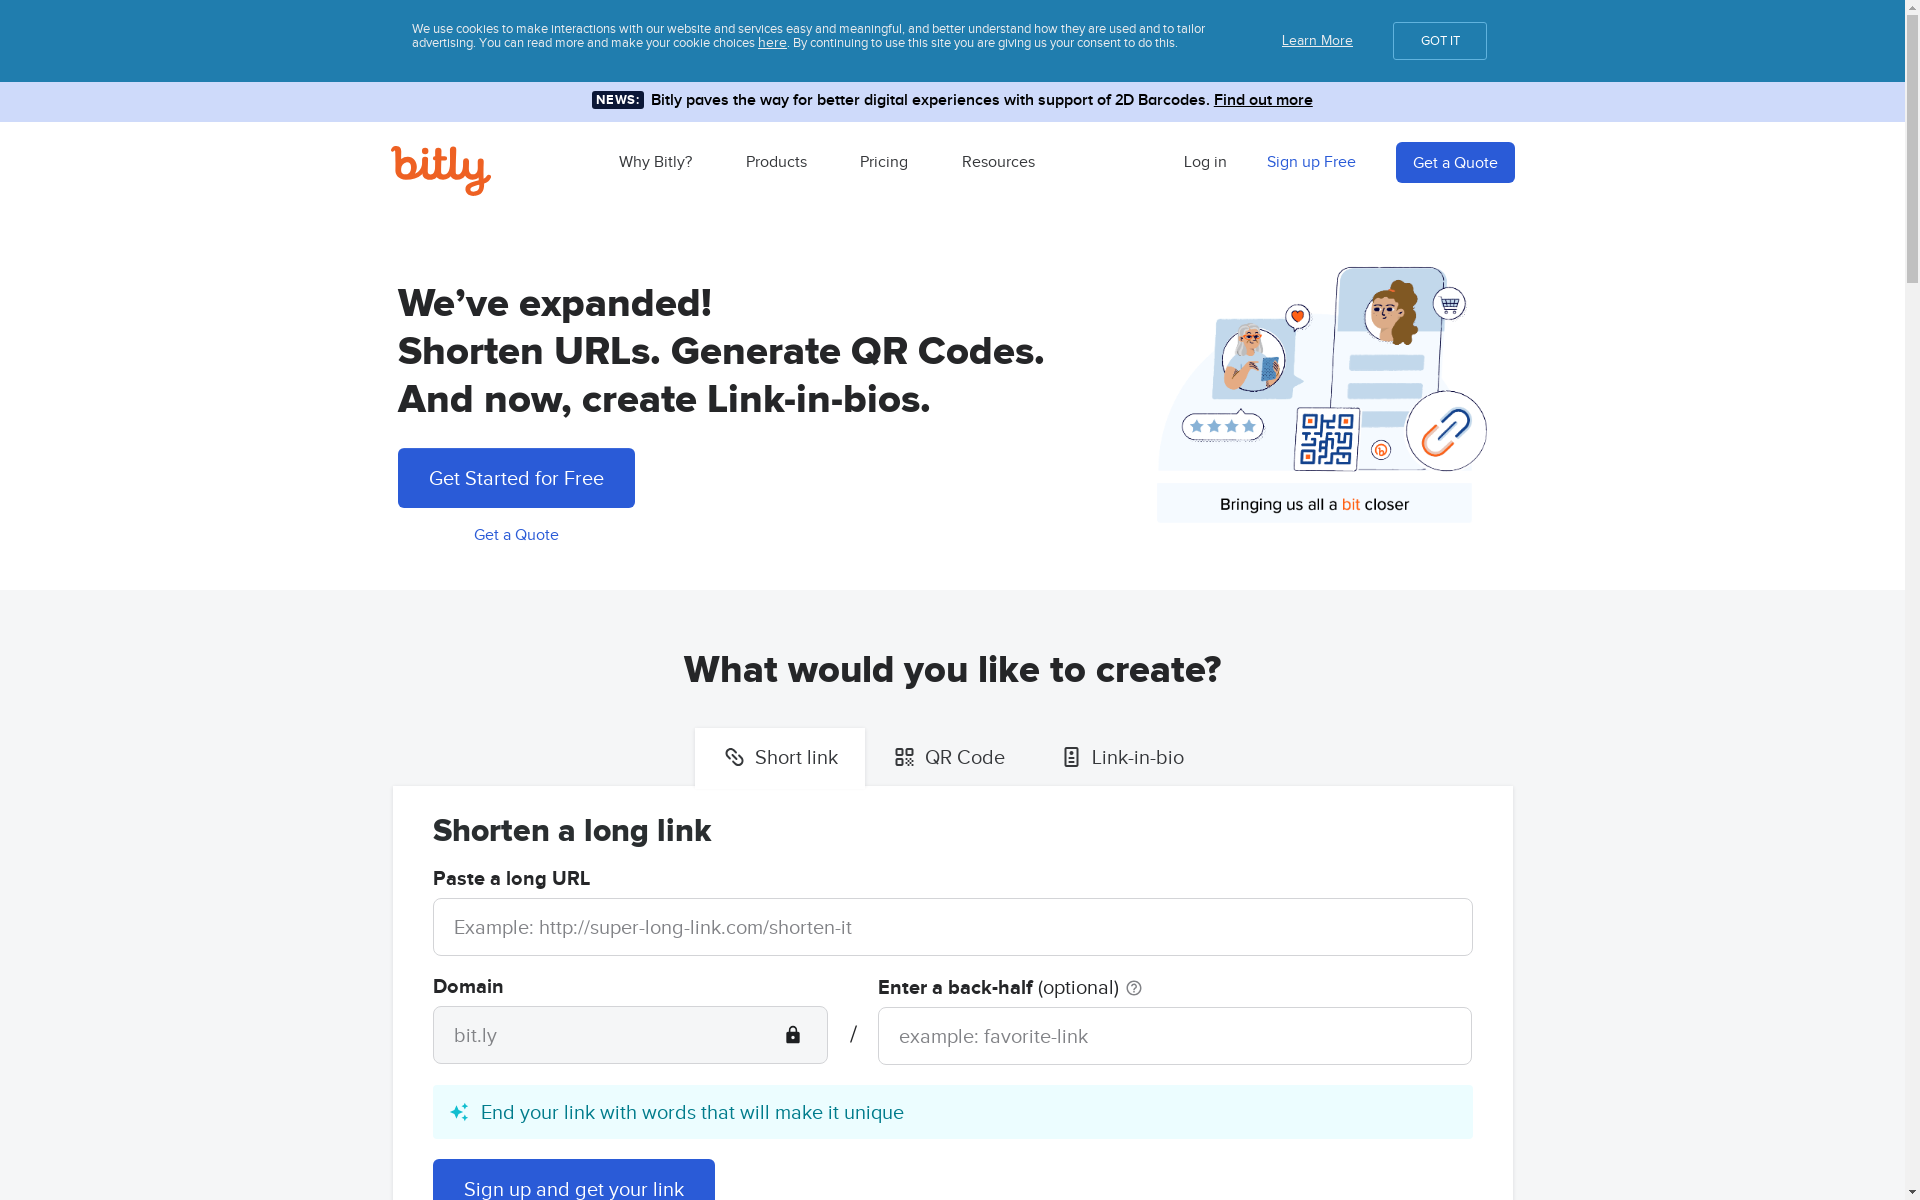 We use cookies to make interactions with our website and services easy and meaningful, and better understand how they are used and to tailor
advertising. You can read more and make your cookie choices here. By continuing to use this site you are giving us your consent to do this.
Learn More
GOT IT
NEWS: Bitly paves the way for better digital experiences with support of 2D Barcodes. Find out more
bitly
Why Bitly?
Products
Pricing
Resources
Log in
Sign up Free
Get a Quote
We’ve expanded!
Shorten URLs. Generate QR Codes.
And now, create Link-in-bios.
Get Started for Free
Get a Quote
Bringing us all a bit closer
What would you like to create?
Short link
QR Code
Link-in-bio
Shorten a long link
Paste a long URL
Example: http://super-long-link.com/shorten-it
Domain
Enter a back-half (optional)
bit.ly
/
example: favorite-link
End your link with words that will make it unique
Sign up and get your link